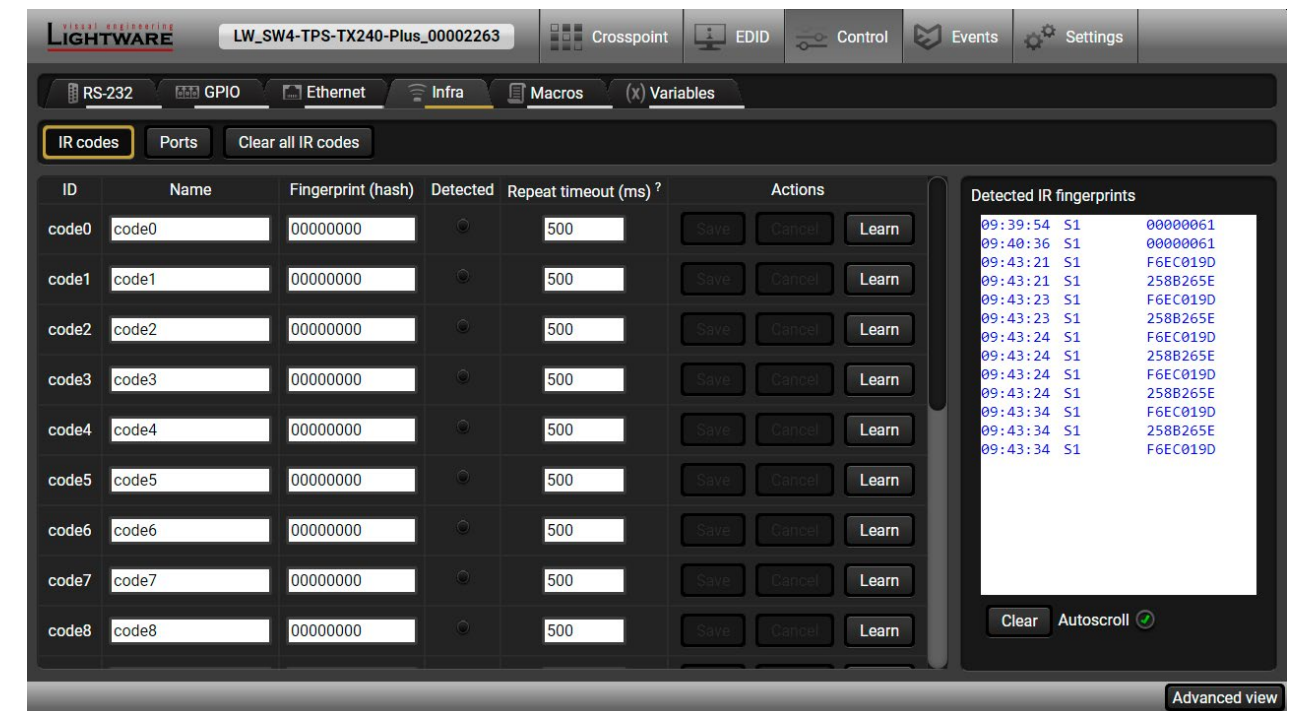 visual engineering
LIGHTWARE LW_SW4-TPS-TX240-Plus_00002263 Crosspoint EDID Control Events Settings
RS-232 GPIO Ethernet Infra Macros (x) Variables
IR codes Ports Clear all IR codes
ID Name Fingerprint (hash) Detected Repeat timeout (ms) ? Actions
code0 code0 00000000 500 Save Cancel Learn
code1 code1 00000000 500 Save Cancel Learn
code2 code2 00000000 500 Save Cancel Learn
code3 code3 00000000 500 Save Cancel Learn
code4 code4 00000000 500 Save Cancel Learn
code5 code5 00000000 500 Save Cancel Learn
code6 code6 00000000 500 Save Cancel Learn
code7 code7 00000000 500 Save Cancel Learn
code8 code8 00000000 500 Save Cancel Learn
Detected IR fingerprints
09:39:54 S1 00000061
09:40:36 S1 00000061
09:43:21 S1 F6EC019D
09:43:21 S1 258B265E
09:43:23 S1 F6EC019D
09:43:23 S1 258B265E
09:43:24 S1 F6EC019D
09:43:24 S1 258B265E
09:43:24 S1 F6EC019D
09:43:24 S1 258B265E
09:43:34 S1 F6EC019D
09:43:34 S1 258B265E
09:43:34 S1 F6EC019D
Clear Autoscroll
Advanced view